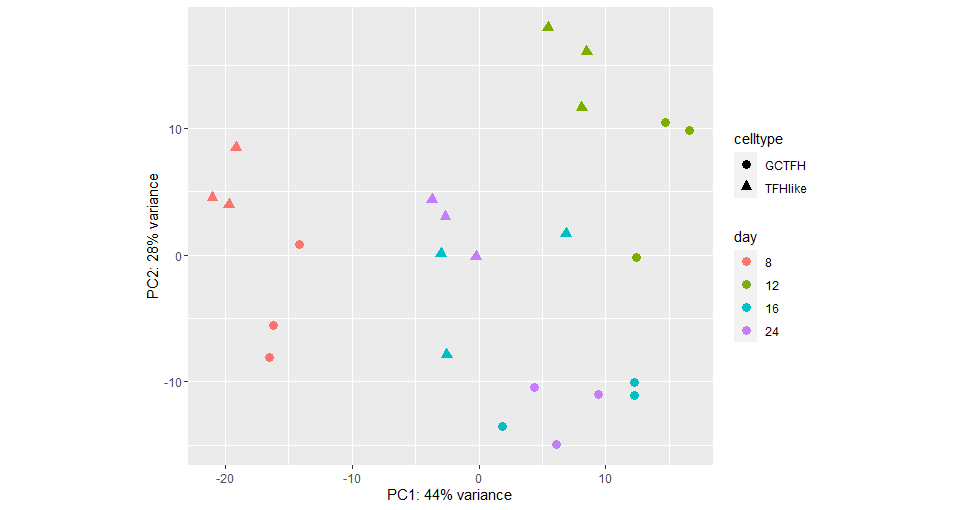 10
0
-10
PC2: 28% variance
-20
-10
0
10
PC1: 44% variance
celltype
GCTFH
TFHlike
day
8
12
16
24